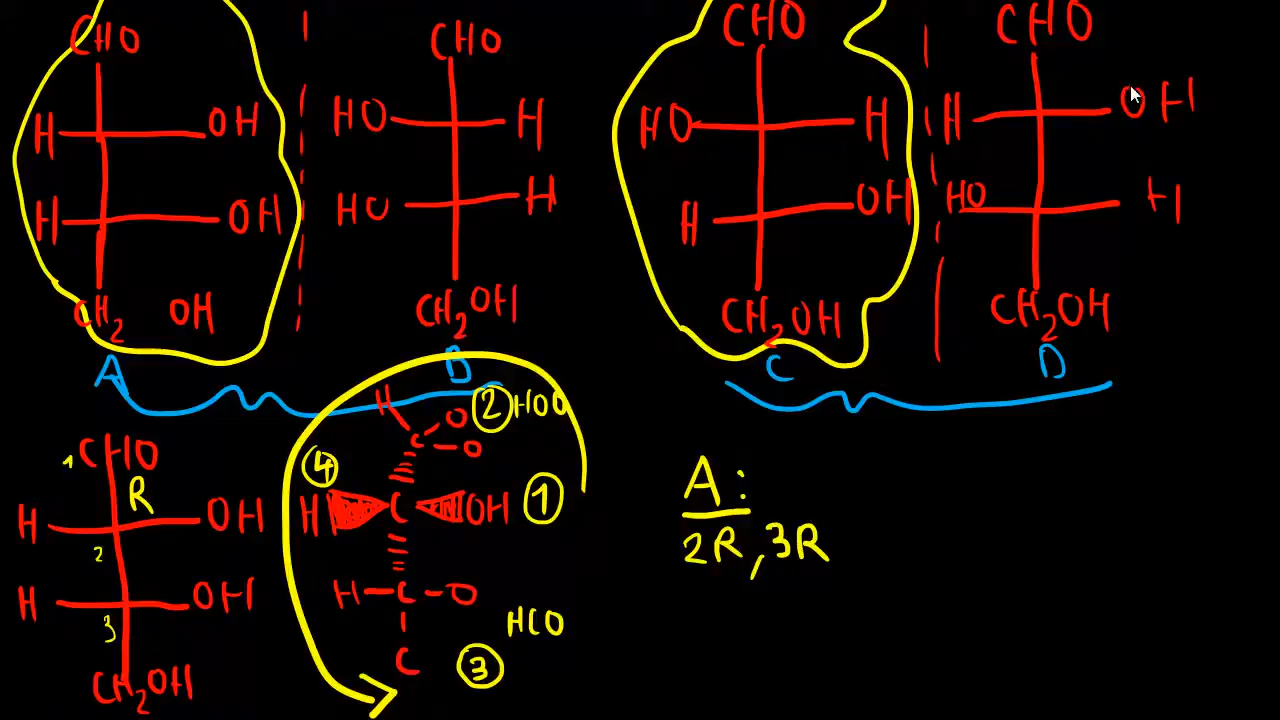 CHO
H OH
H OH
CH2 OH
A
CHO
HO H
HO H
CH2OH
B
CHO
HO H
H OH
CH2OH
C
CHO
H OH
HO H
CH2OH
D
1 CHO
R
H OH
2
H OH
3
CH2OH
H O 2 HOO
C O
4
H C OH 1
H C O
HCO
C 3
A:
2R, 3R